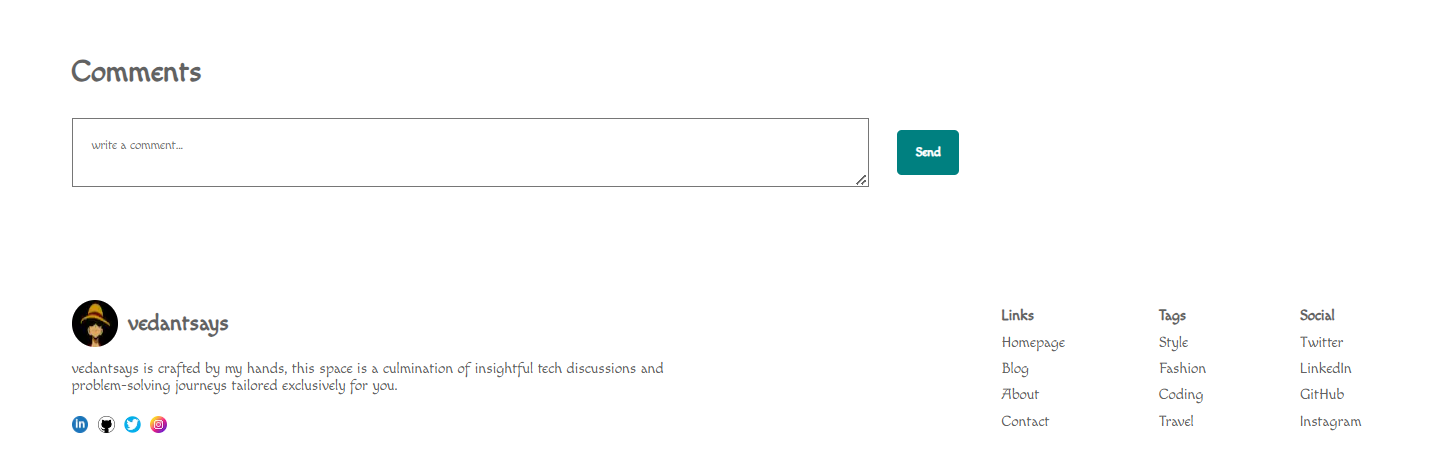 Comments
write a comment...
Send
vedantsays
vedantsays is crafted by my hands, this space is a culmination of insightful tech discussions and
problem-solving journeys tailored exclusively for you.
in
Links
Homepage
Blog
About
Contact
Tags
Style
Fashion
Coding
Travel
Social
Twitter
LinkedIn
GitHub
Instagram